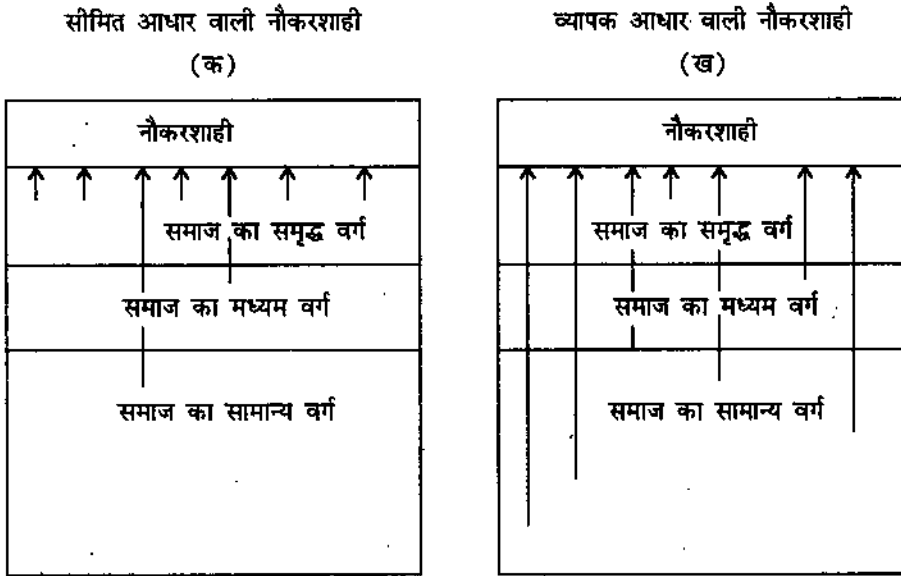 सीमित आधार वाली नौकरशाही
(क)
नौकरशाही
समाज का समृद्ध वर्ग
समाज का मध्यम वर्ग
समाज का सामान्य वर्ग
व्यापक आधार वाली नौकरशाही
(ख)
नौकरशाही
समाज का समृद्ध वर्ग
समाज का मध्यम वर्ग
समाज का सामान्य वर्ग